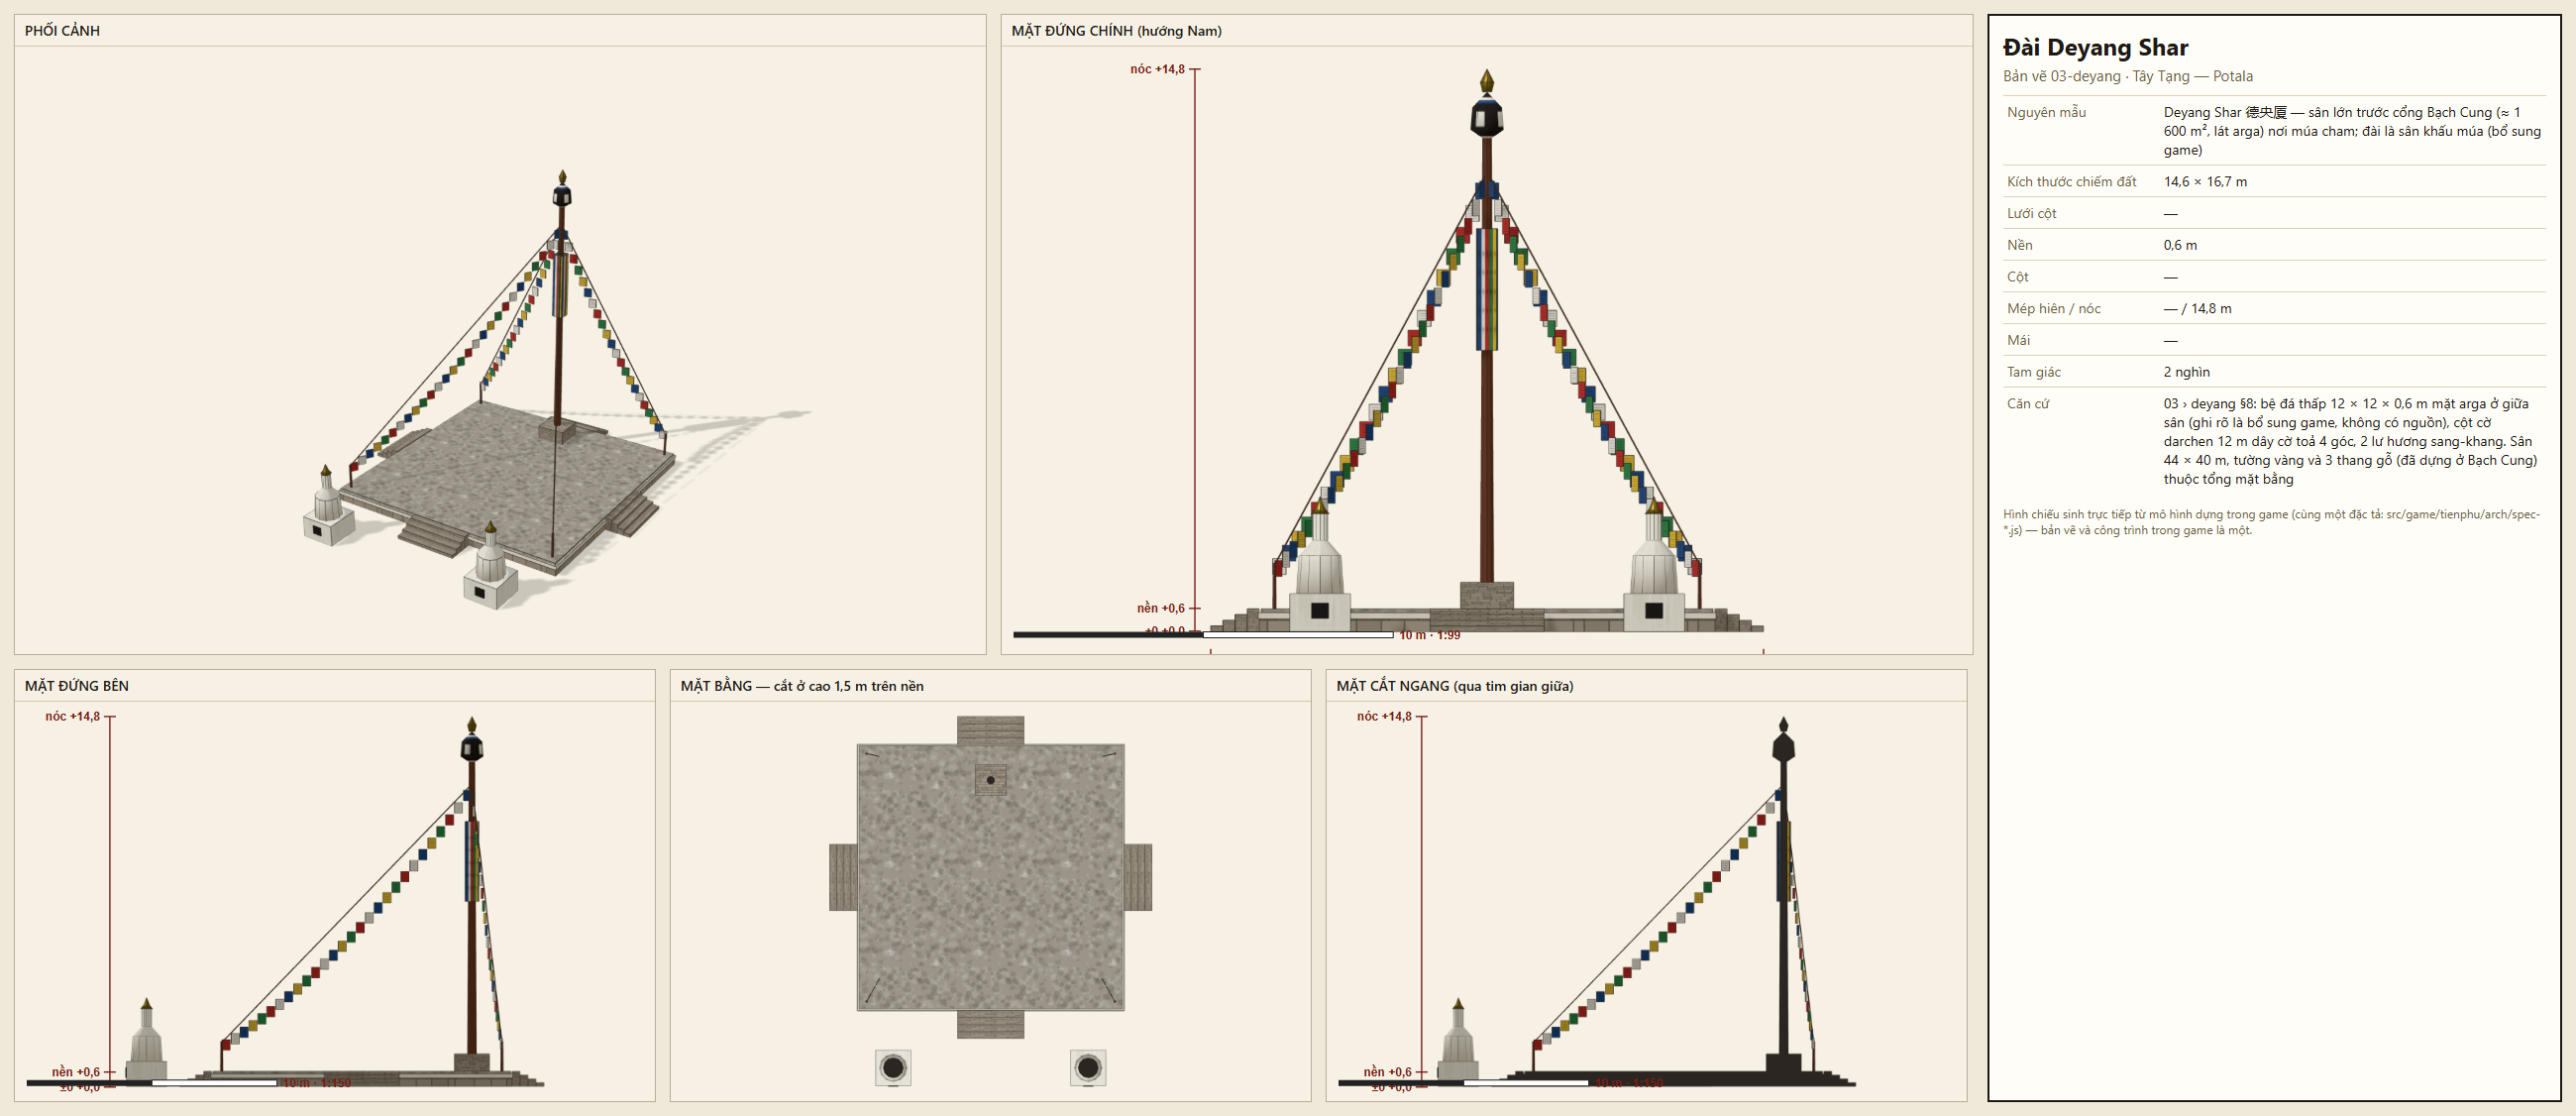 PHỐI CẢNH
MẶT ĐỨNG CHÍNH (hướng Nam)
nóc +14,8
nền +0,6
±0 +0,0
10 m · 1:99
MẶT ĐỨNG BÊN
nóc +14,8
nền +0,6
±0 +0,0
10 m · 1:150
MẶT BẰNG — cắt ở cao 1,5 m trên nền
MẶT CẮT NGANG (qua tim gian giữa)
nóc +14,8
nền +0,6
±0 +0,0
10 m · 1:150
Đài Deyang Shar
Bản vẽ 03-deyang · Tây Tạng — Potala
Nguyên mẫu
Deyang Shar 德央厦 — sân lớn trước cổng Bạch Cung (≈ 1
600 m², lát arga) nơi múa cham; đài là sân khấu múa (bổ sung
game)
Kích thước chiếm đất
14,6 × 16,7 m
Lưới cột
—
Nền
0,6 m
Cột
—
Mép hiên / nóc
— / 14,8 m
Mái
—
Tam giác
2 nghìn
Căn cứ
03 › deyang §8: bệ đá thấp 12 × 12 × 0,6 m mặt arga ở giữa
sân (ghi rõ là bổ sung game, không có nguồn), cột cờ
darchen 12 m dây cờ toả 4 góc, 2 lư hương sang-khang. Sân
44 × 40 m, tường vàng và 3 thang gỗ (đã dựng ở Bạch Cung)
thuộc tổng mặt bằng
Hình chiếu sinh trực tiếp từ mô hình dựng trong game (cùng một đặc tả: src/game/tienphu/arch/spec-
*.js) — bản vẽ và công trình trong game là một.